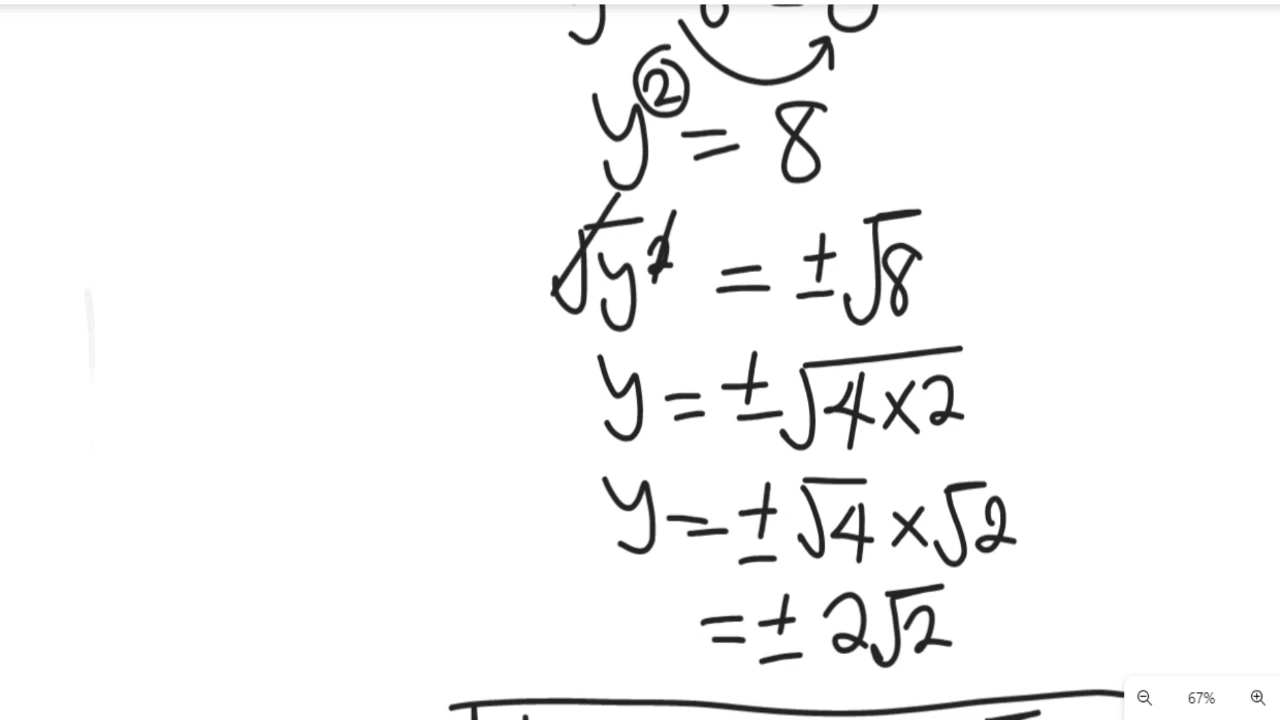 y² = 8
√y² = ±√8
y = ±√4×2
y = ±√4 × √2
= ±2√2
67%